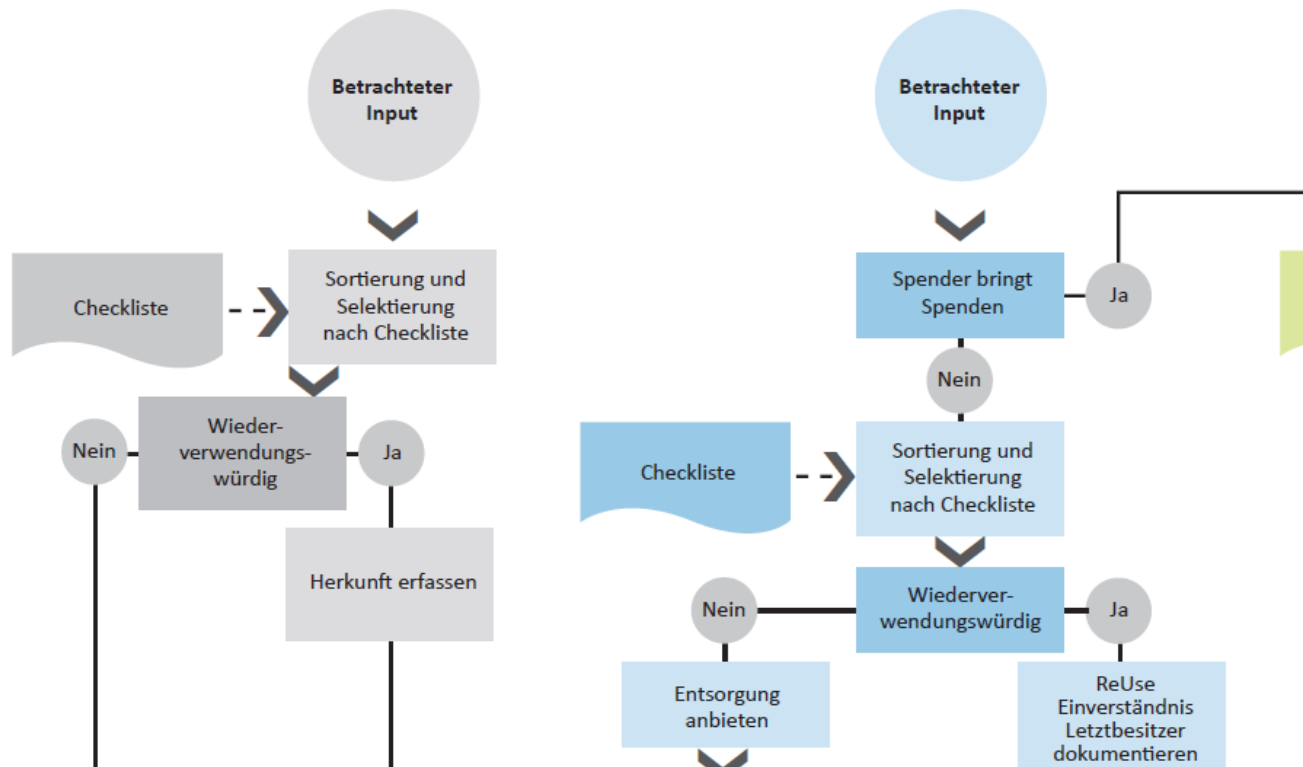 Betrachteter
Input
Checkliste
Sortierung und
Selektierung
nach Checkliste
Nein
Wieder-
verwendungs-
würdig
Ja
Herkunft erfassen
Betrachteter
Input
Spender bringt
Spenden
Ja
Nein
Checkliste
Sortierung und
Selektierung
nach Checkliste
Nein
Wiederver-
wendungswürdig
Ja
Entsorgung
anbieten
ReUse
Einverständnis
Letztbesitzer
dokumentieren